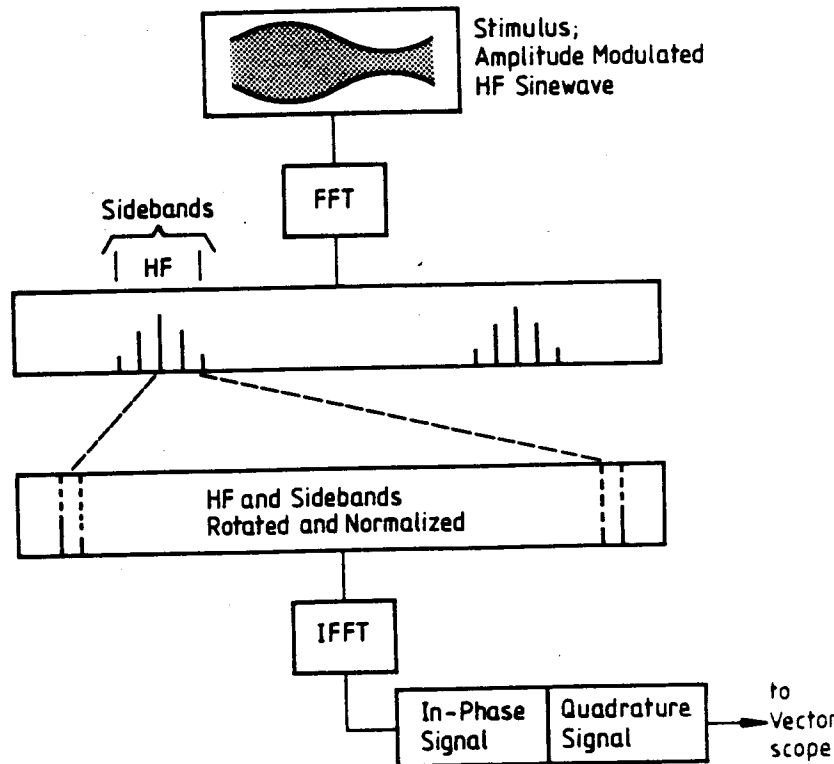 Stimulus;
Amplitude Modulated
HF Sinewave
FFT
Sidebands
HF
HF and Sidebands
Rotated and Normalized
IFFT
In-Phase
Signal
Quadrature
Signal
to
Vector
scope